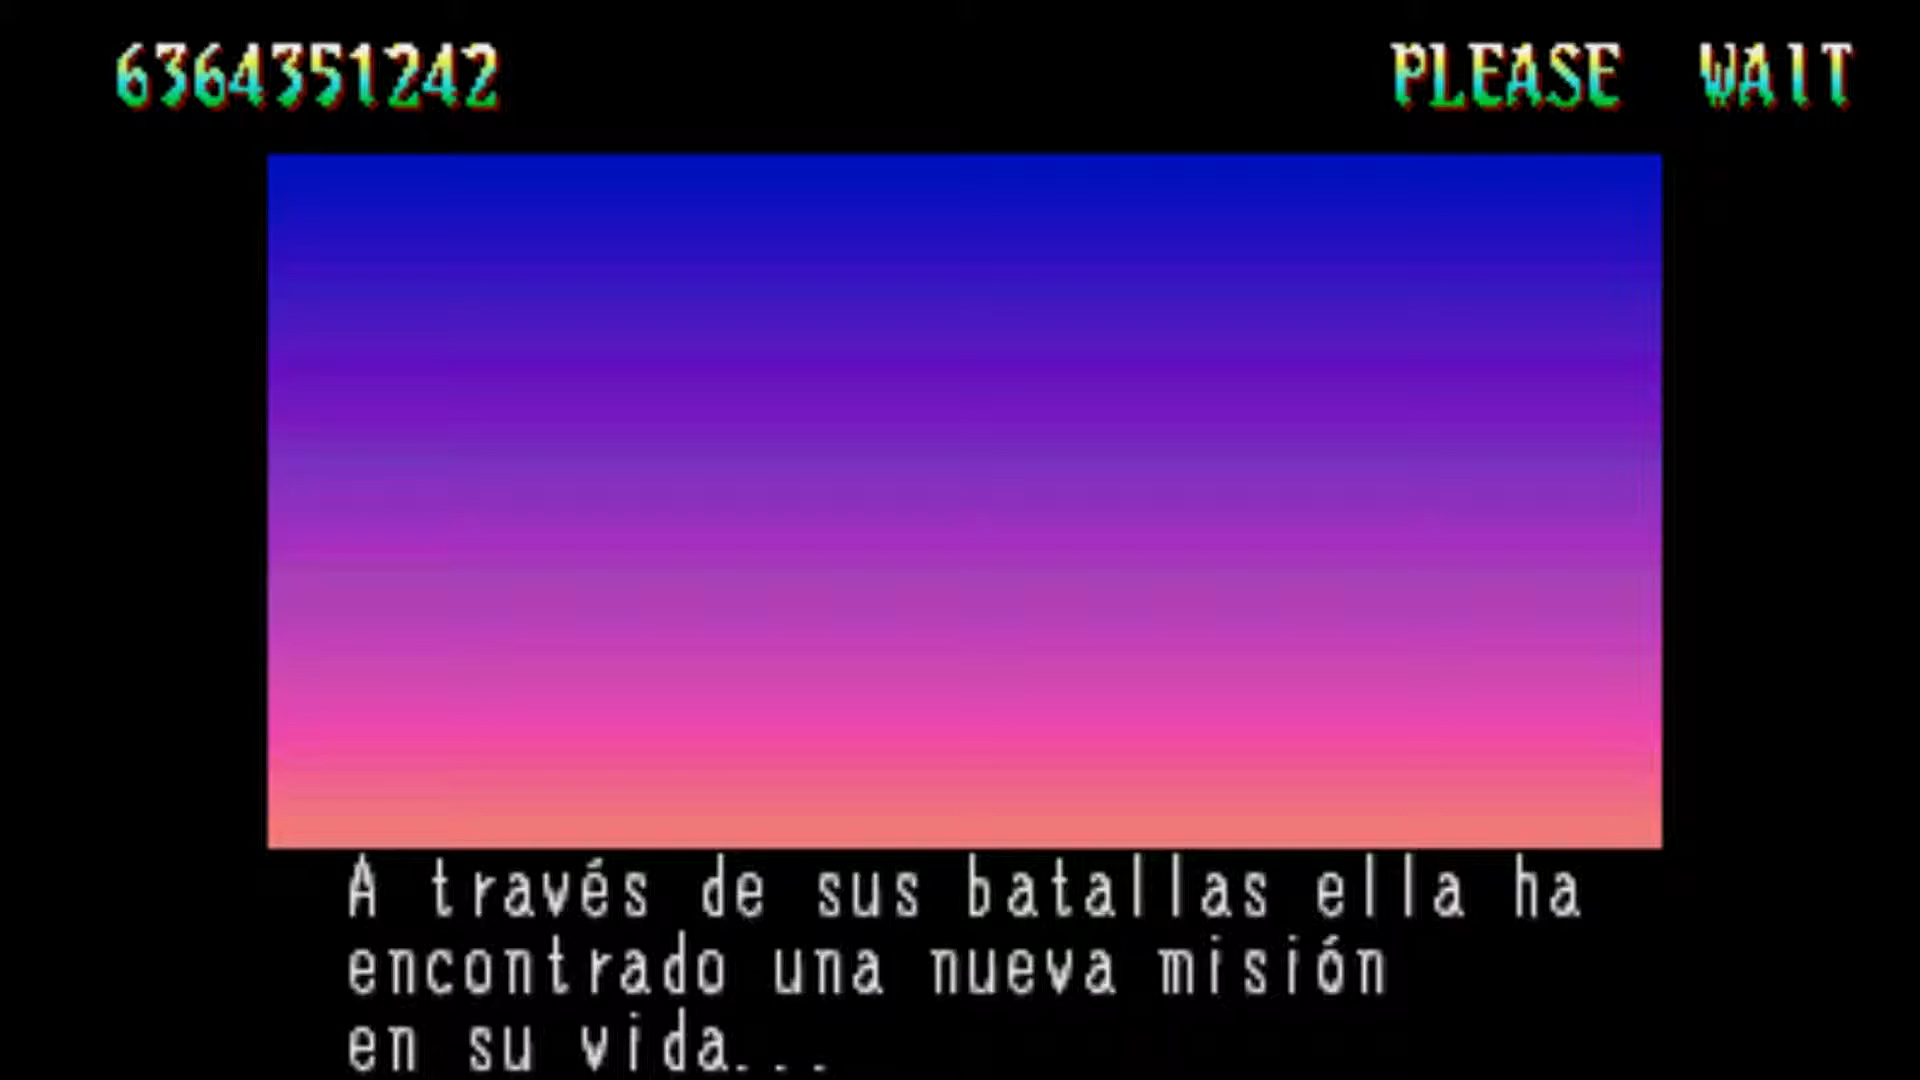 6364351242 PLEASE WAIT
A través de sus batallas ella ha
encontrado una nueva misión
en su vida...